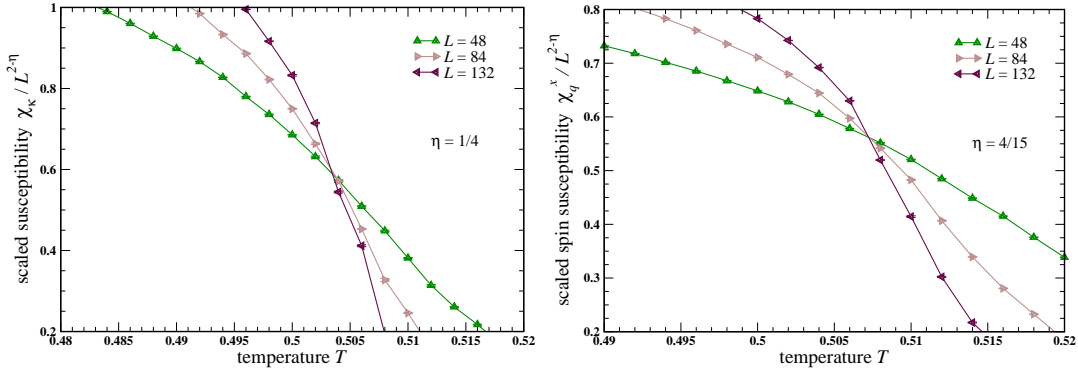 scaled susceptibility χκ / L^2-η
1
0.8
0.6
0.4
0.2
L = 48
L = 84
L = 132
η = 1/4
0.48 0.485 0.49 0.495 0.5 0.505 0.51 0.515 0.52
temperature T
scaled spin susceptibility χq^x / L^2-η
0.8
0.7
0.6
0.5
0.4
0.3
0.2
L = 48
L = 84
L = 132
η = 4/15
0.49 0.495 0.5 0.505 0.51 0.515 0.52
temperature T